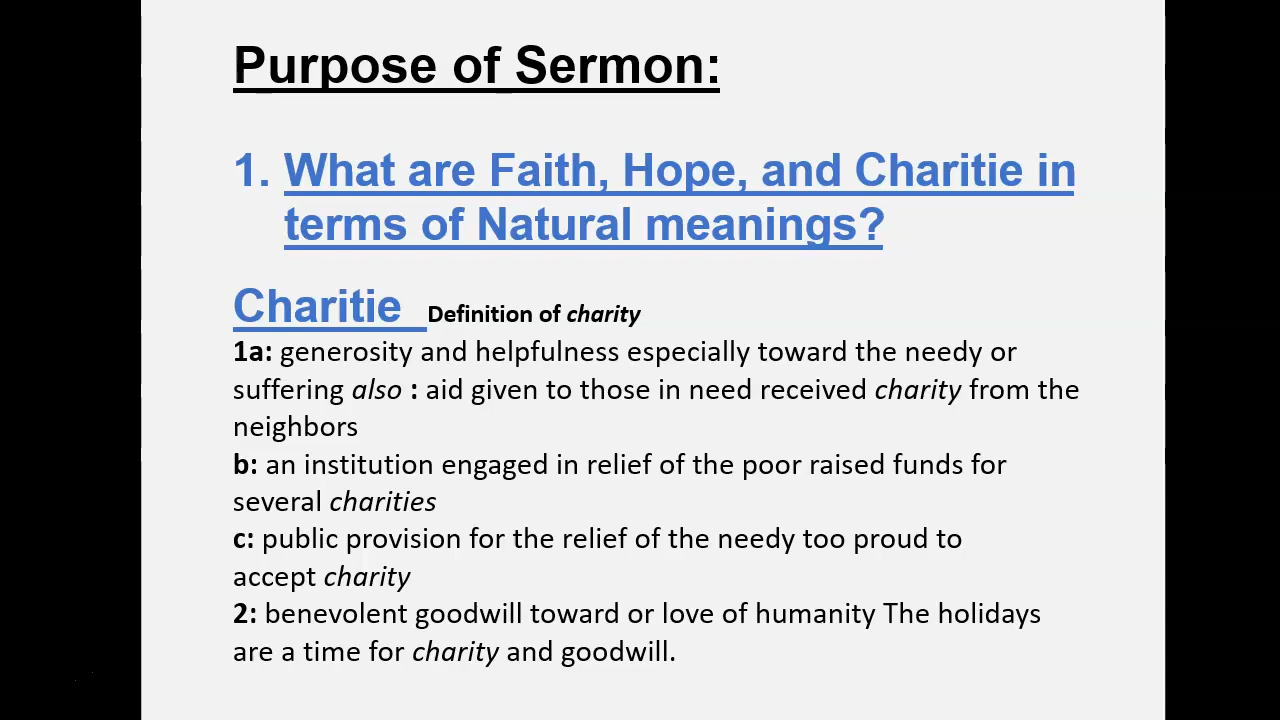 Purpose of Sermon:
1. What are Faith, Hope, and Charitie in
terms of Natural meanings?
Charitie Definition of charity
1a: generosity and helpfulness especially toward the needy or
suffering also : aid given to those in need received charity from the
neighbors
b: an institution engaged in relief of the poor raised funds for
several charities
c: public provision for the relief of the needy too proud to
accept charity
2: benevolent goodwill toward or love of humanity The holidays
are a time for charity and goodwill.